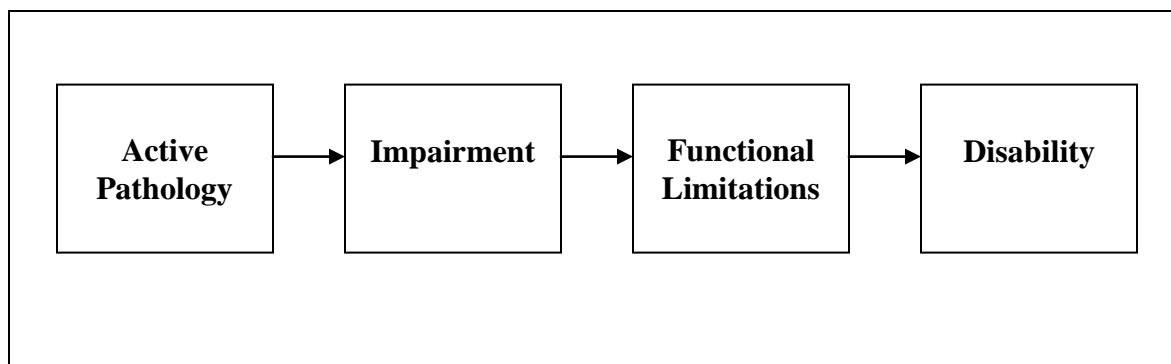 Active
Pathology
Impairment
Functional
Limitations
Disability